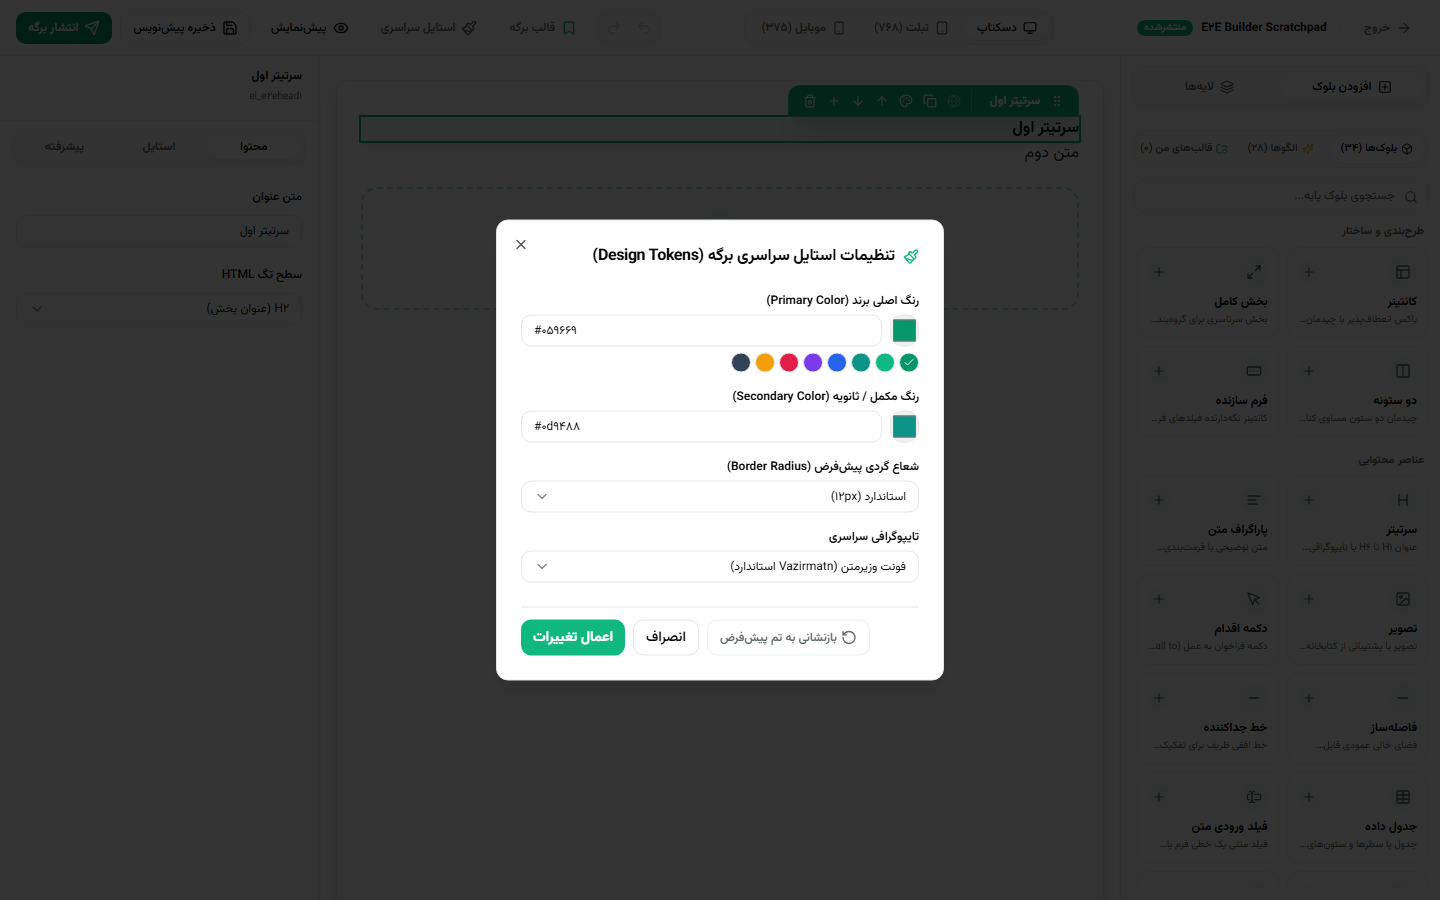 خروج
E2E Builder Scratchpad
منتشرشده
دسکتاپ
تبلت (۷۶۸)
موبایل (۳۷۵)
قالب برگه
استایل سراسری
پیش‌نمایش
ذخیره پیش‌نویس
انتشار برگه
افزودن بلوک
لایه‌ها
بلوک‌ها (۳۴)
الگوها (۲۸)
قالب‌های من (۰)
جستجوی بلوک پایه...
طرح‌بندی و ساختار
کانتینر
باکس انعطاف‌پذیر با چیدمان...
بخش کامل
بخش سرتاسری برای گروه‌بند...
دو ستونه
چیدمان دو ستون مساوی کنا...
فرم سازنده
کانتینر نگه‌دارنده فیلدهای فر...
عناصر محتوایی
سرتیتر
عنوان H1 تا H6 با تایپوگرافی...
پاراگراف متن
متن توضیحی با فرمت‌بندی...
تصویر
تصویر با پشتیبانی از کتابخانه...
دکمه اقدام
دکمه فراخوان به عمل (all to...
فاصله‌ساز
فضای خالی عمودی قابل...
خط جداکننده
خط افقی ظریف برای تفکیک...
جدول داده
جدول با سطرها و ستون‌های...
فیلد ورودی متن
فیلد متنی یک خطی فرم با...
سرتیتر اول
سرتیتر اول
متن دوم
سرتیتر اول
el_e2ehead1
محتوا
استایل
پیشرفته
متن عنوان
سرتیتر اول
سطح تگ HTML
H2 (عنوان بخش)
تنظیمات استایل سراسری برگه (Design Tokens)
رنگ اصلی برند (Primary Color)
#059669
رنگ مکمل / ثانویه (Secondary Color)
#0d9488
شعاع گردی پیش‌فرض (Border Radius)
استاندارد (12px)
تایپوگرافی سراسری
فونت وزیرمتن (Vazirmatn استاندارد)
بازنشانی به تم پیش‌فرض
انصراف
اعمال تغییرات